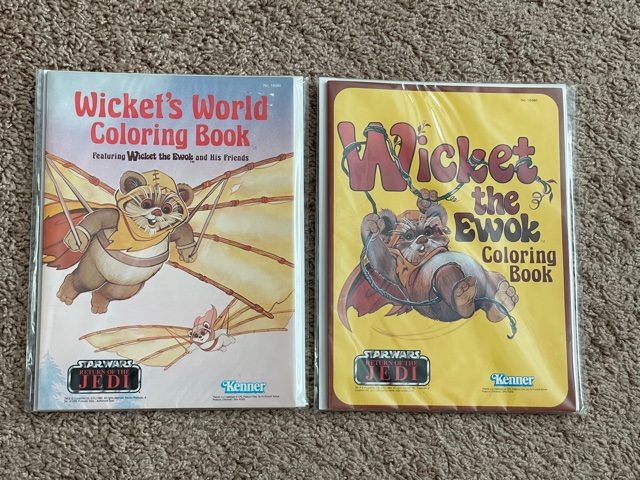 Wicket's World
Coloring Book
Featuring Wicket the Ewok and His Friends
STAR WARS
RETURN OF THE
JEDI
Kenner
Wicket
the
Ewok
Coloring
Book
STAR WARS
RETURN OF THE
JEDI
Kenner